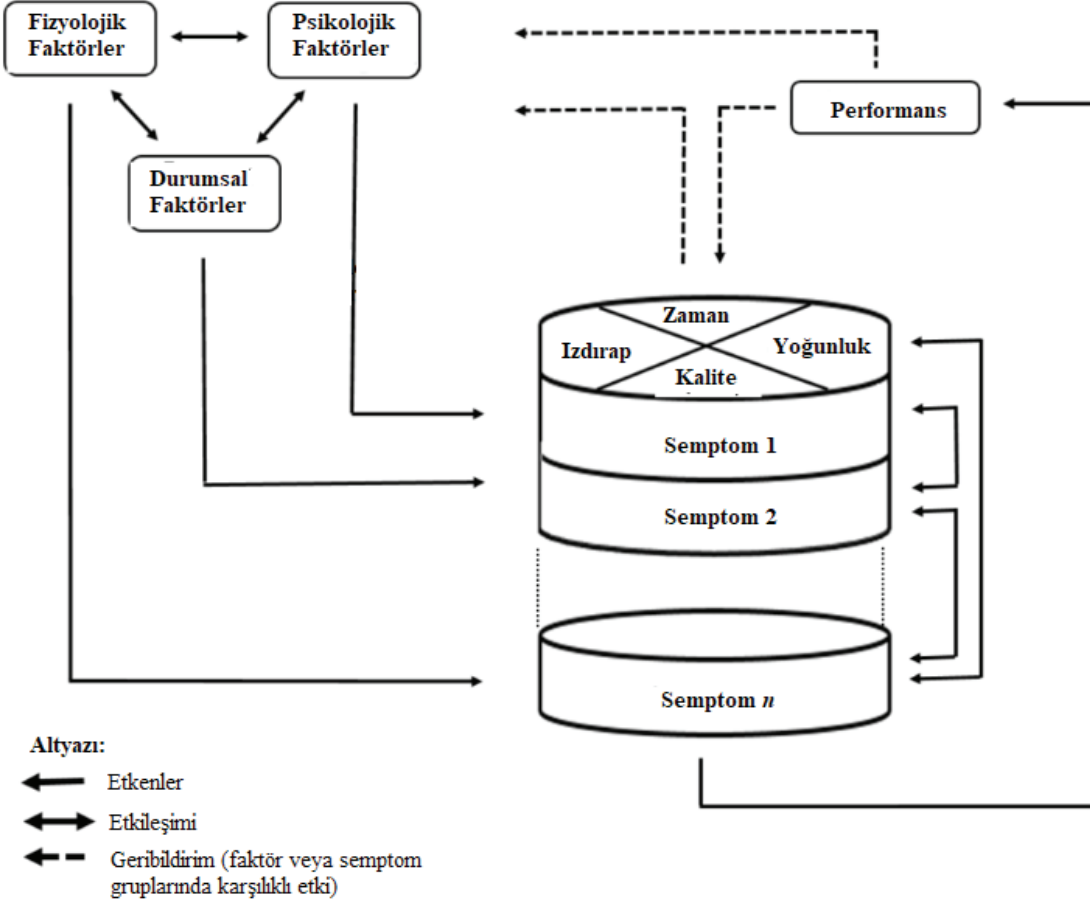 Fizyolojik
Faktörler
Psikolojik
Faktörler
Performans
Durumsal
Faktörler
Zaman
Izdırap
Yoğunluk
Kalite
Semptom 1
Semptom 2
Semptom n
Altyazı:
Etkenler
Etkileşimi
Geribildirim (faktör veya semptom
gruplarında karşılıklı etki)